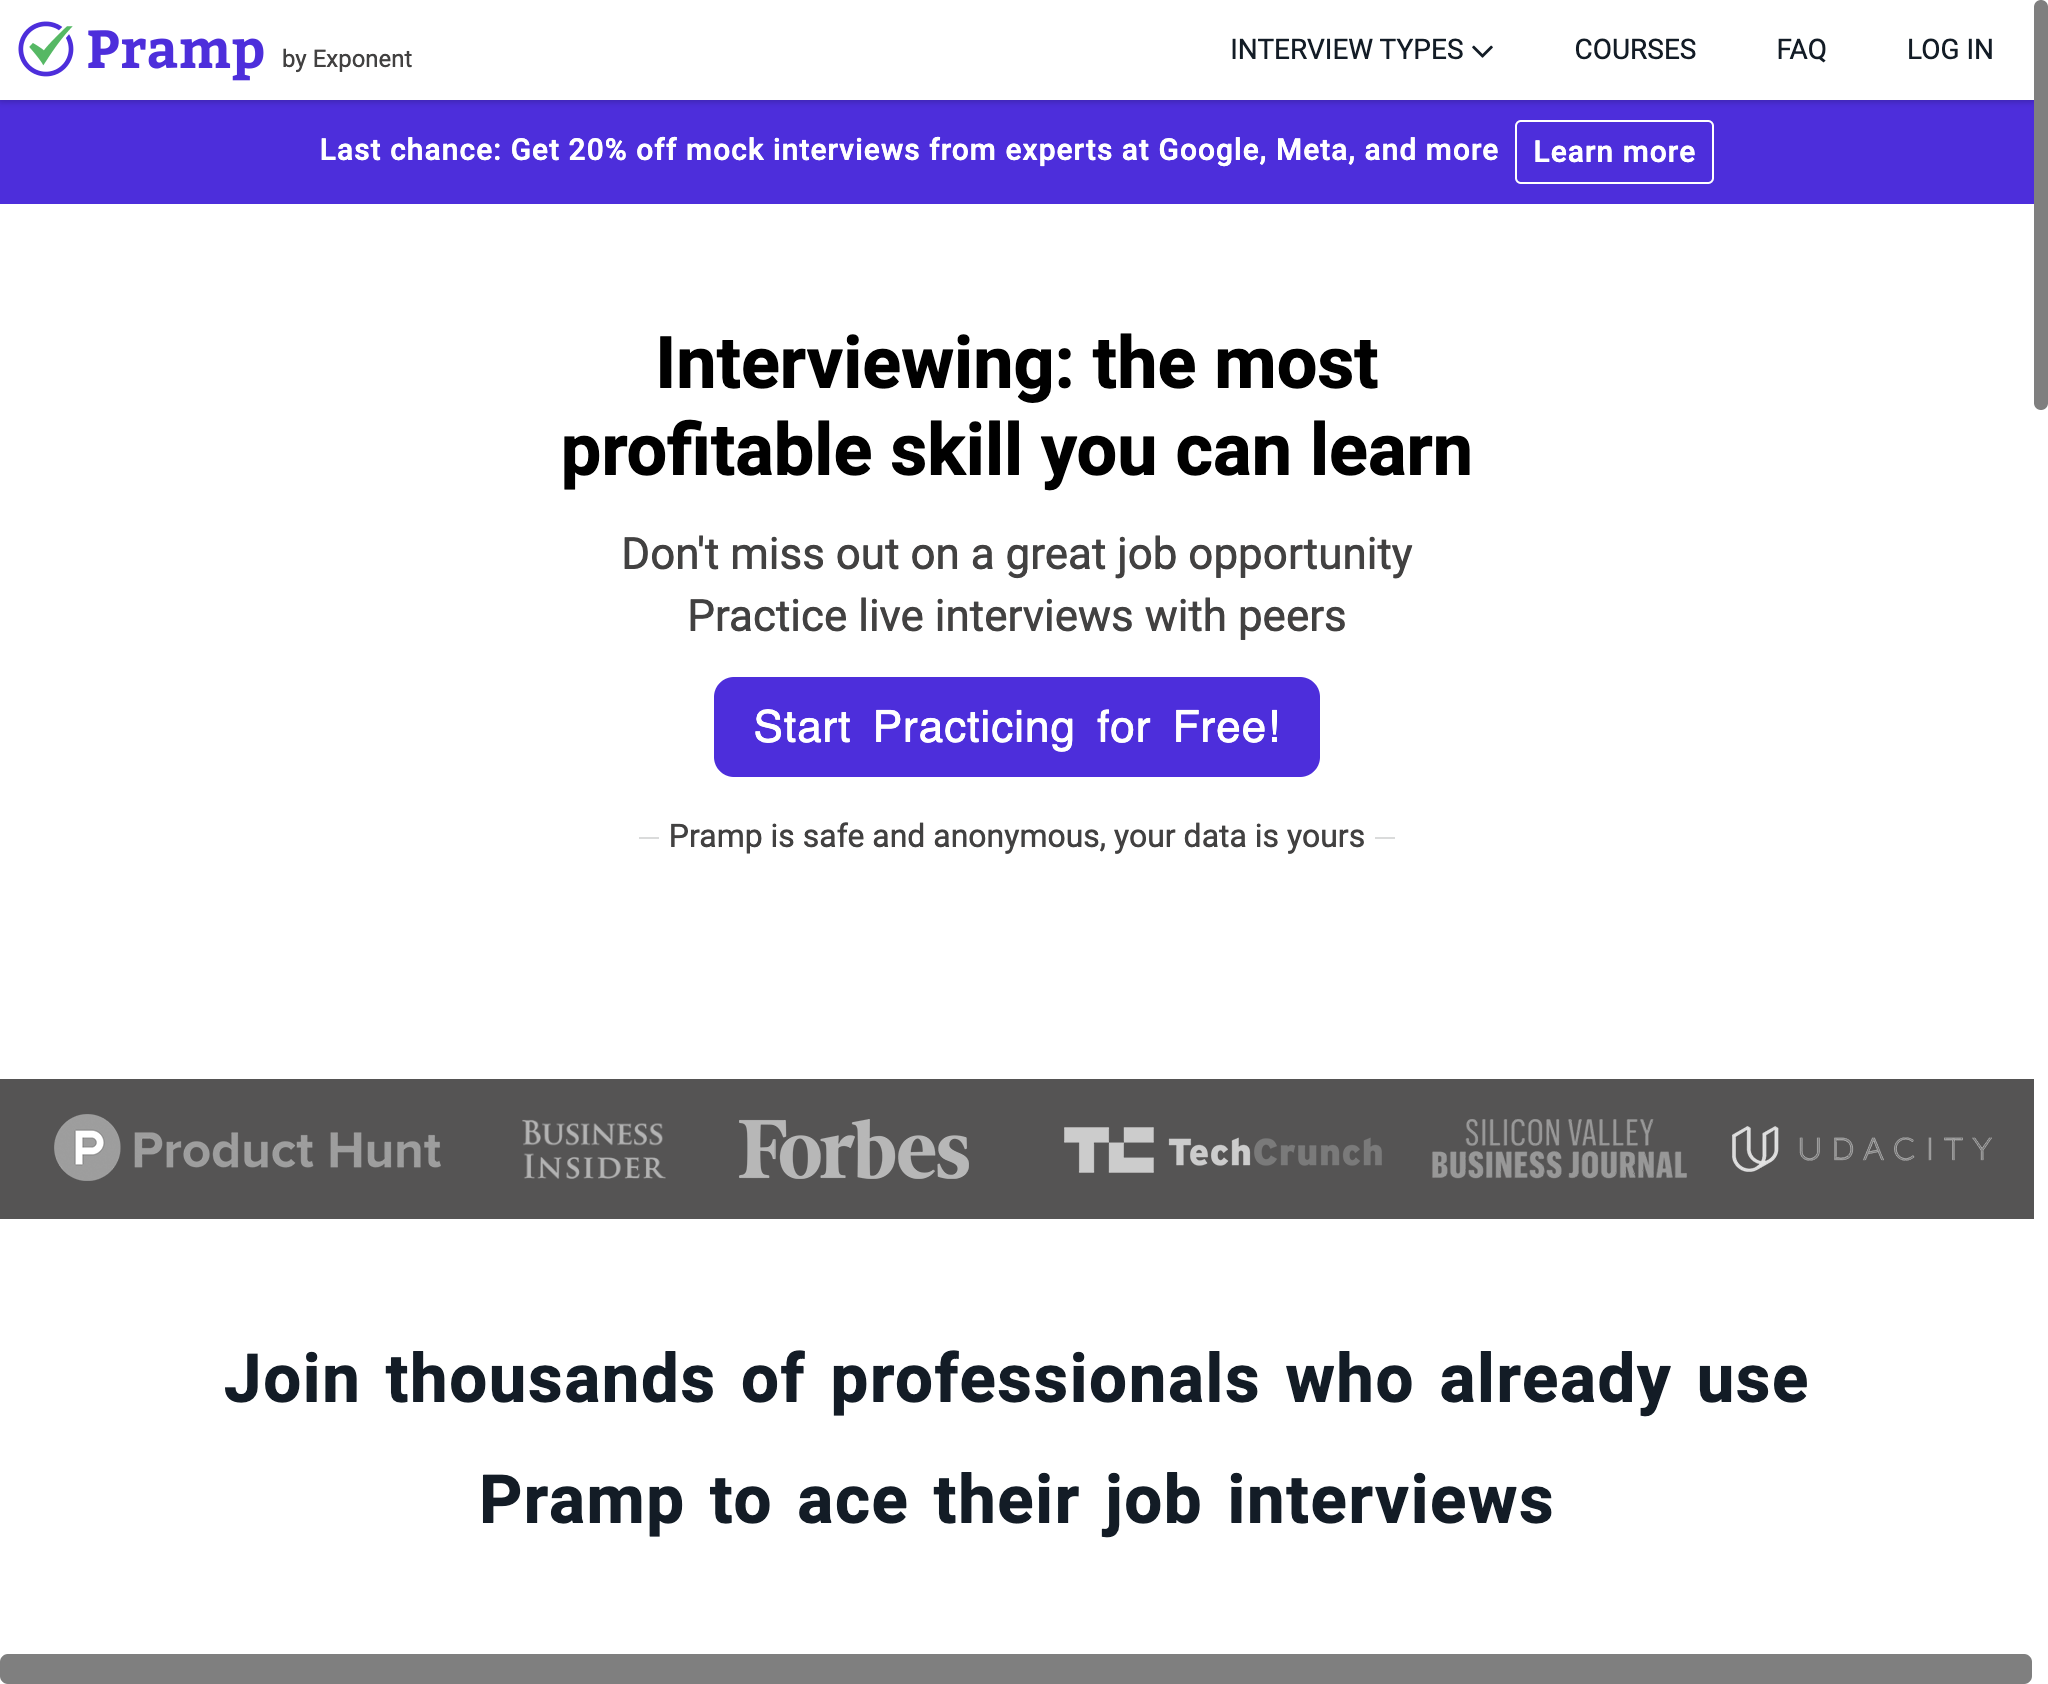 Pramp by Exponent
INTERVIEW TYPES COURSES FAQ LOG IN
Last chance: Get 20% off mock interviews from experts at Google, Meta, and more Learn more
Interviewing: the most
profitable skill you can learn
Don't miss out on a great job opportunity
Practice live interviews with peers
Start Practicing for Free!
Pramp is safe and anonymous, your data is yours
P Product Hunt
BUSINESS
INSIDER
Forbes
TC TechCrunch
SILICON VALLEY
BUSINESS JOURNAL
UDACITY
Join thousands of professionals who already use
Pramp to ace their job interviews